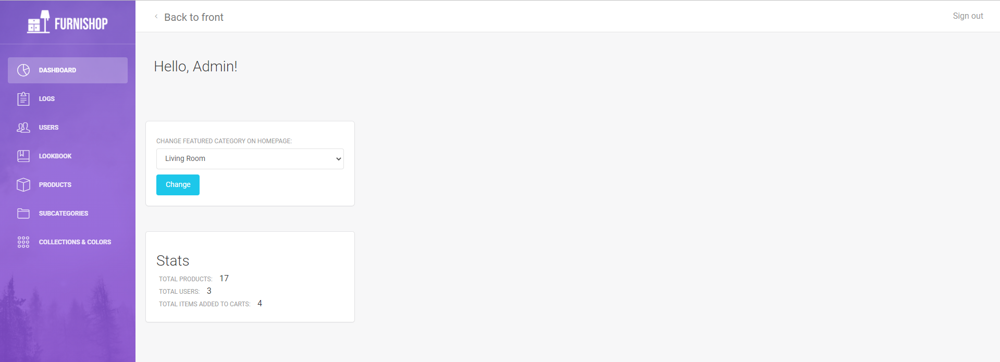 FURNISHOP
DASHBOARD
LOGS
USERS
LOOKBOOK
PRODUCTS
SUBCATEGORIES
COLLECTIONS & COLORS
Back to front
Sign out
Hello, Admin!
CHANGE FEATURED CATEGORY ON HOMEPAGE:
Living Room
Change
Stats
TOTAL PRODUCTS: 17
TOTAL USERS: 3
TOTAL ITEMS ADDED TO CARTS: 4